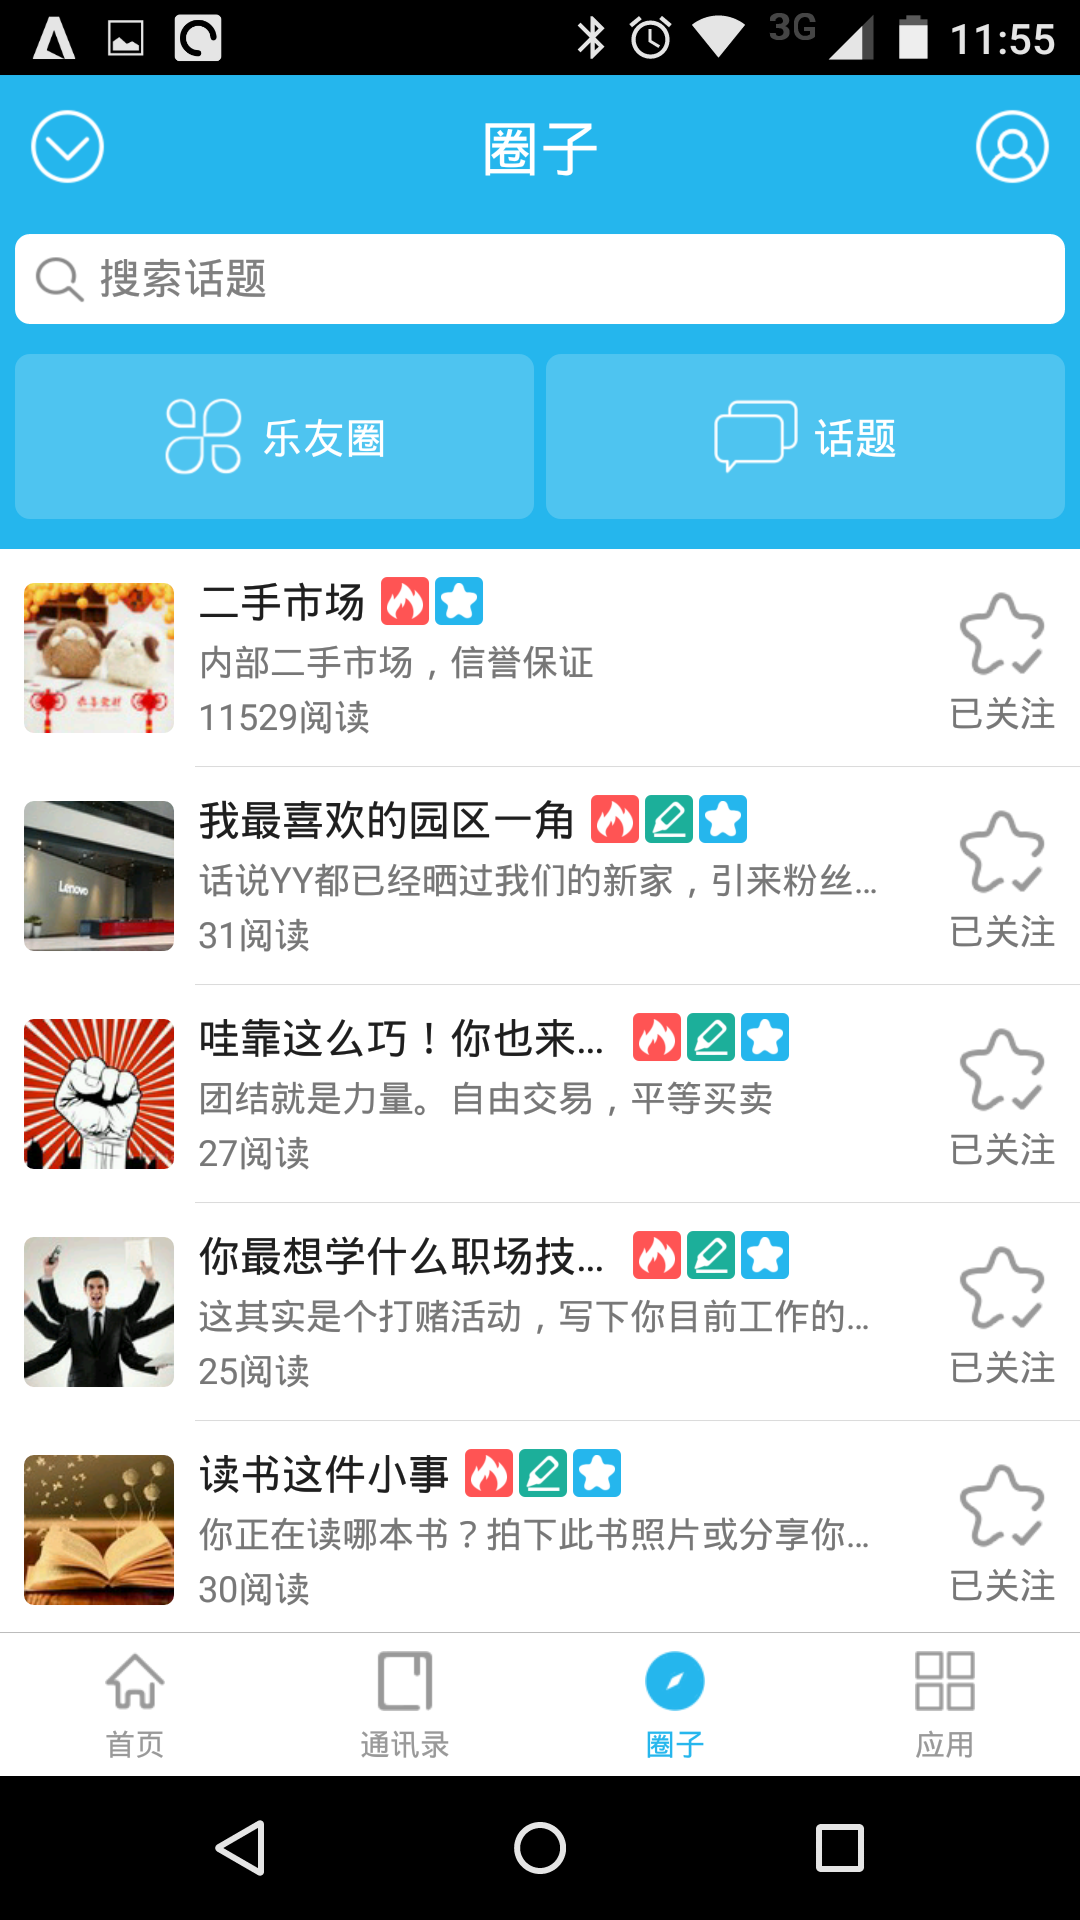 3G 11:55
圈子
搜索话题
乐友圈
话题
二手市场
内部二手市场，信誉保证
11529阅读
已关注
Lenovo
我最喜欢的园区一角
话说YY都已经晒过我们的新家，引来粉丝...
31阅读
已关注
哇靠这么巧！你也来...
团结就是力量。自由交易，平等买卖
27阅读
已关注
你最想学什么职场技...
这其实是个打赌活动，写下你目前工作的...
25阅读
已关注
读书这件小事
你正在读哪本书？拍下此书照片或分享你...
30阅读
已关注
首页
通讯录
圈子
应用